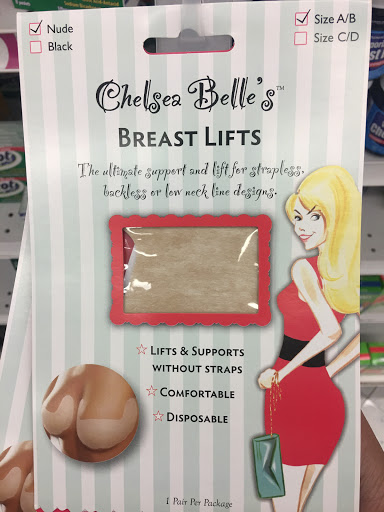 ☑ Nude
☐ Black
☑ Size A/B
☐ Size C/D
Chelsea Belle's™
BREAST LIFTS
The ultimate support and lift for strapless,
backless or low neck line designs.
☆ LIFTS & SUPPORTS
WITHOUT STRAPS
☆ COMFORTABLE
☆ DISPOSABLE
1 Pair Per Package